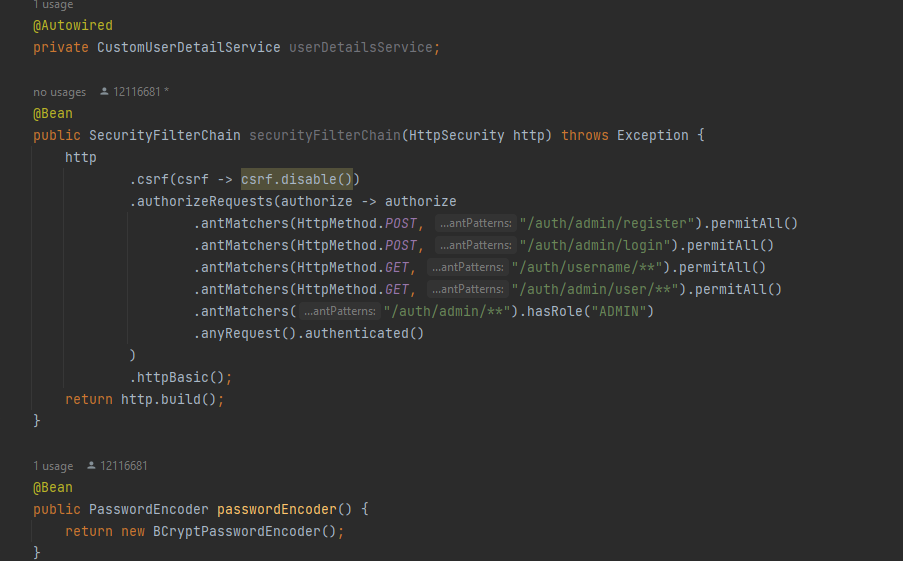 1 usage
@Autowired
private CustomUserDetailService userDetailsService;
no usages 12116681 *
@Bean
public SecurityFilterChain securityFilterChain(HttpSecurity http) throws Exception {
http
.csrf(csrf -> csrf.disable())
.authorizeRequests(authorize -> authorize
.antMatchers(HttpMethod.POST, ...antPatterns: "/auth/admin/register").permitAll()
.antMatchers(HttpMethod.POST, ...antPatterns: "/auth/admin/login").permitAll()
.antMatchers(HttpMethod.GET, ...antPatterns: "/auth/username/**").permitAll()
.antMatchers(HttpMethod.GET, ...antPatterns: "/auth/admin/user/**").permitAll()
.antMatchers( ...antPatterns: "/auth/admin/**").hasRole("ADMIN")
.anyRequest().authenticated()
)
.httpBasic();
return http.build();
}
1 usage 12116681
@Bean
public PasswordEncoder passwordEncoder() {
return new BCryptPasswordEncoder();
}